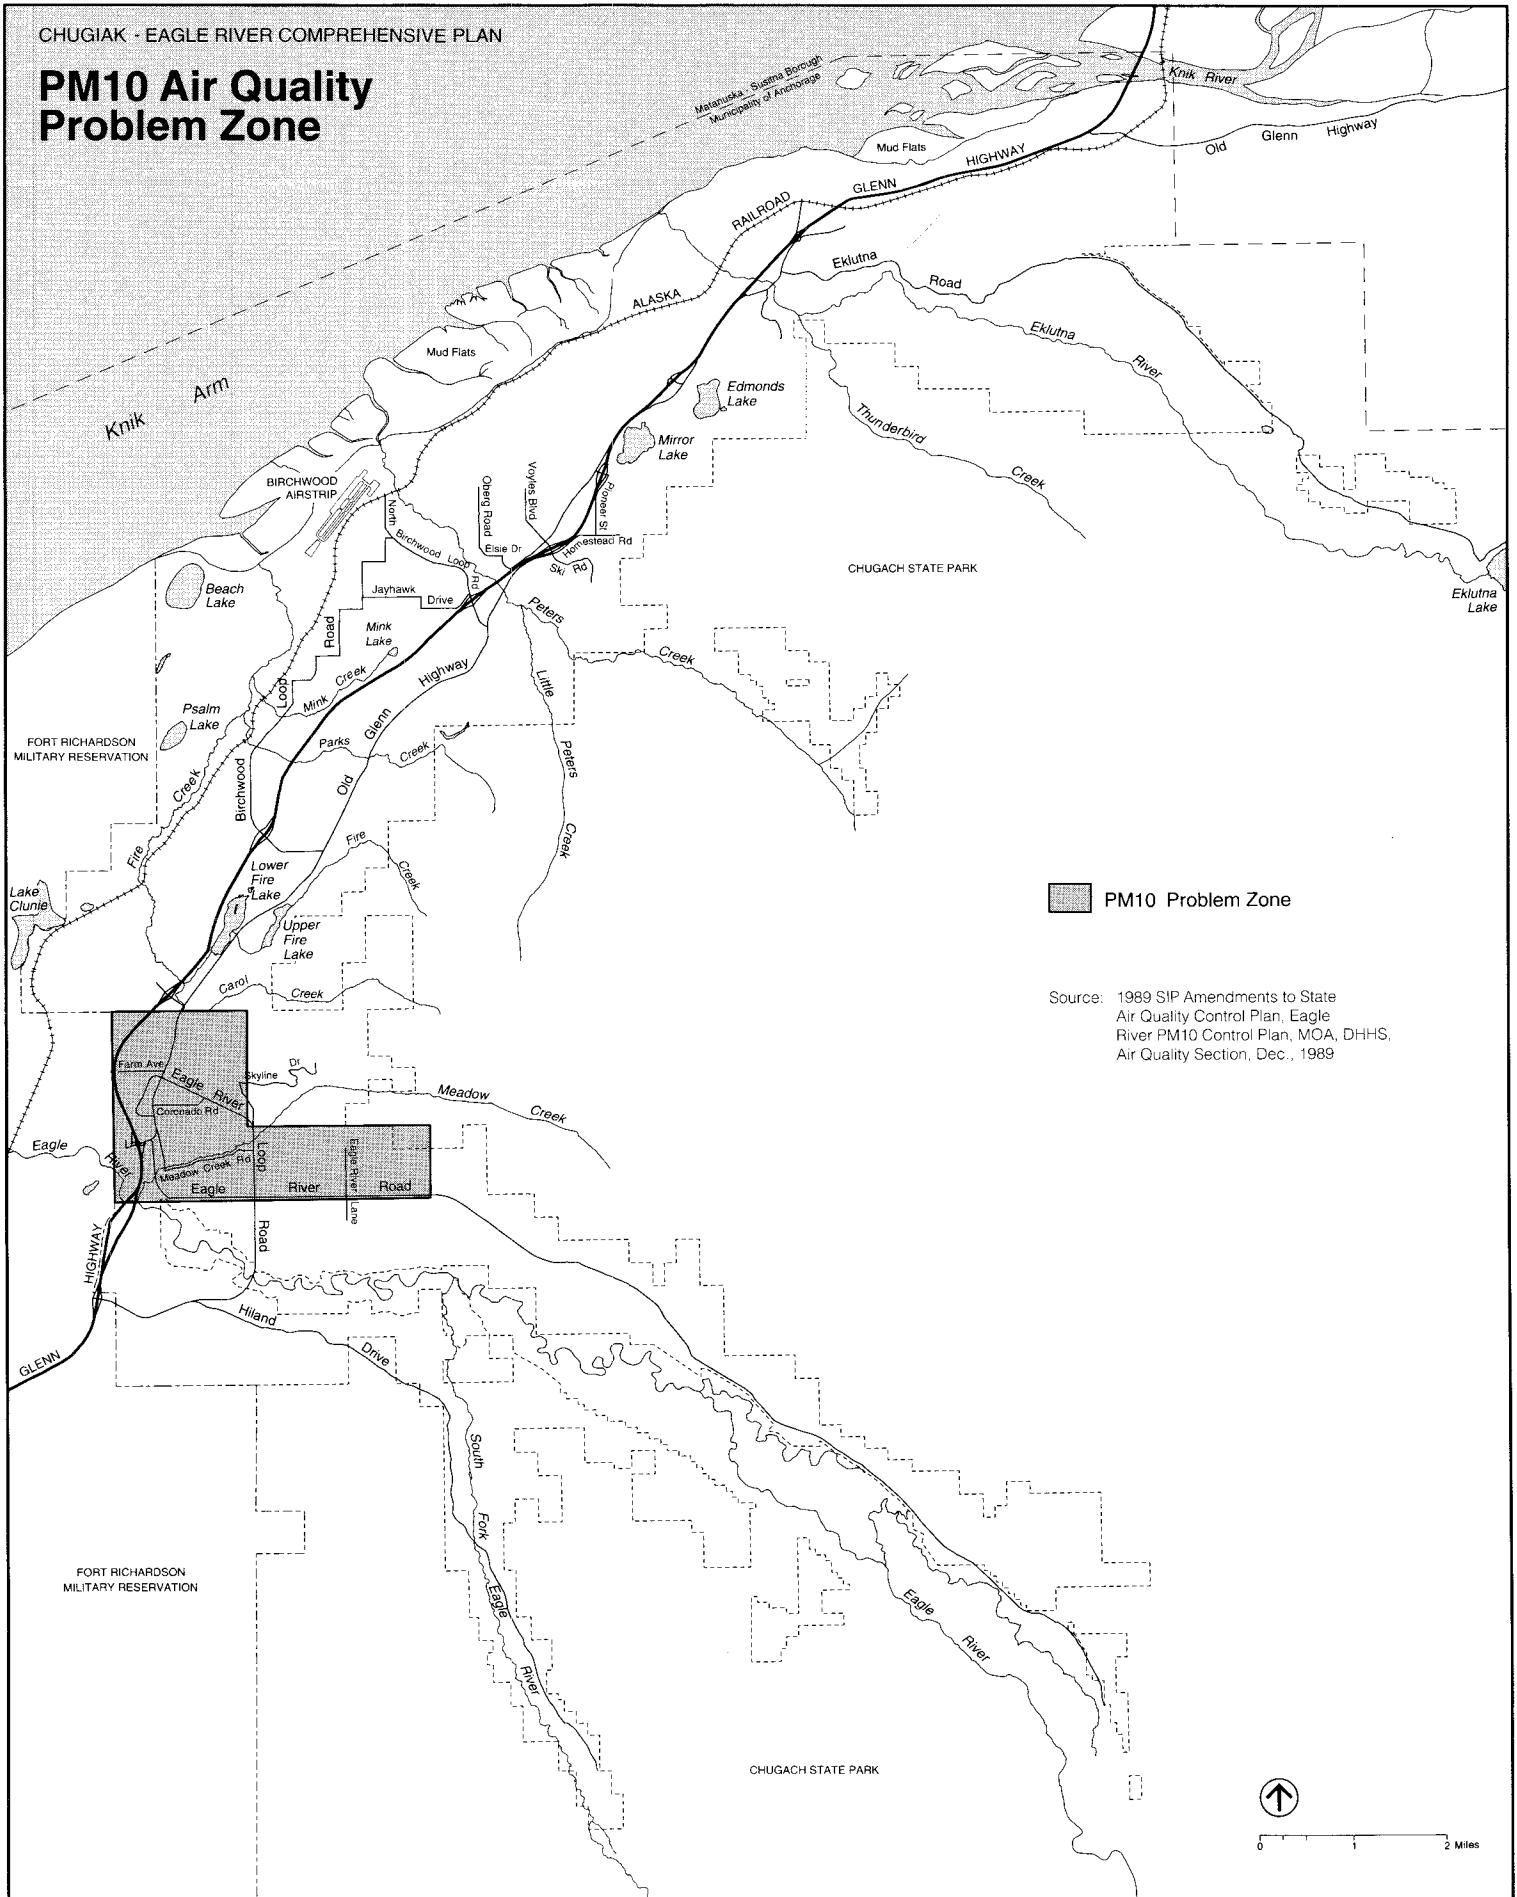 CHUGIAK - EAGLE RIVER COMPREHENSIVE PLAN
PM10 Air Quality
Problem Zone
Matanuska - Susitna Borough
Municipality of Anchorage
Knik River
Mud Flats
Old Glenn Highway
GLENN HIGHWAY
ALASKA RAILROAD
Eklutna Road
Eklutna River
Mud Flats
Knik Arm
Edmonds
Lake
Mirror
Lake
Thunderbird Creek
BIRCHWOOD
AIRSTRIP
North
Birchwood Loop
Rd
Oberg Road
Voyles Blvd
Pioneer St
Elsie Dr
Homestead Rd
Ski Rd
CHUGACH STATE PARK
Eklutna
Lake
Beach
Lake
Jayhawk Drive
Mink
Lake
Mink Creek
Peters Creek
Little Peters Creek
Birchwood Loop Road
Old Glenn Highway
Psalm
Lake
Parks Creek
FORT RICHARDSON
MILITARY RESERVATION
Fire Creek
Fire Creek
Lower
Fire
Lake
Upper
Fire
Lake
Lake
Clunie
PM10 Problem Zone
Carol Creek
Source: 1989 SIP Amendments to State
Air Quality Control Plan, Eagle
River PM10 Control Plan, MOA, DHHS,
Air Quality Section, Dec., 1989
Farm Ave
Eagle River
Loop
Road
Skyline Dr
Coronado Rd
Meadow Creek
Eagle River
Meadow Creek Rd
Eagle River Lane
Eagle River Road
GLENN HIGHWAY
Hiland Drive
South Fork Eagle River
FORT RICHARDSON
MILITARY RESERVATION
Eagle River
CHUGACH STATE PARK
0 1 2 Miles